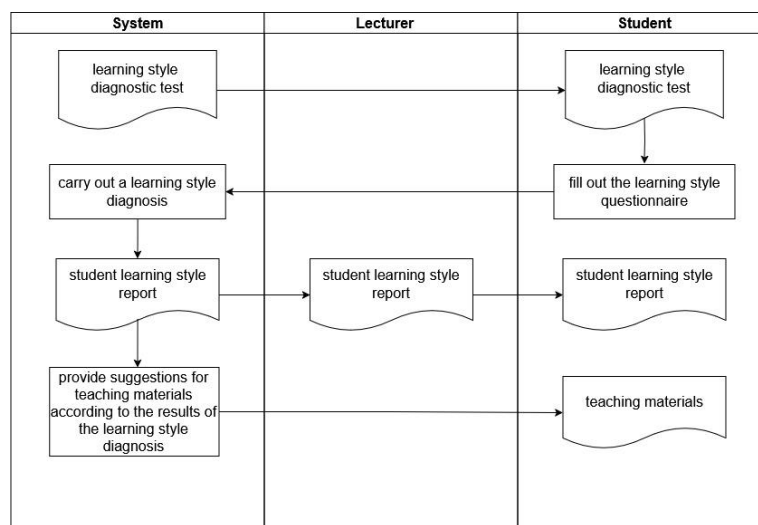 System
Lecturer
Student
learning style
diagnostic test
learning style
diagnostic test
carry out a learning style
diagnosis
fill out the learning style
questionnaire
student learning style
report
student learning style
report
student learning style
report
provide suggestions for
teaching materials
according to the results of
the learning style
diagnosis
teaching materials